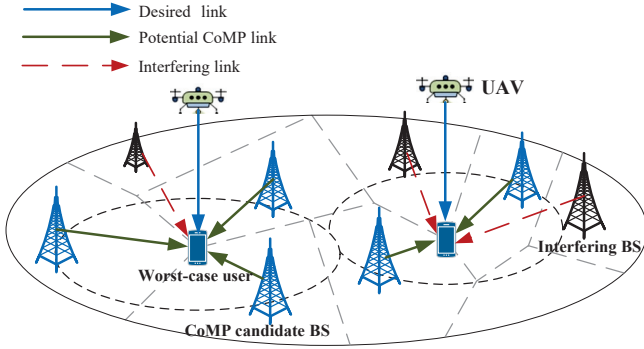 Desired link
Potential CoMP link
Interfering link
UAV
Interfering BS
Worst-case user
CoMP candidate BS